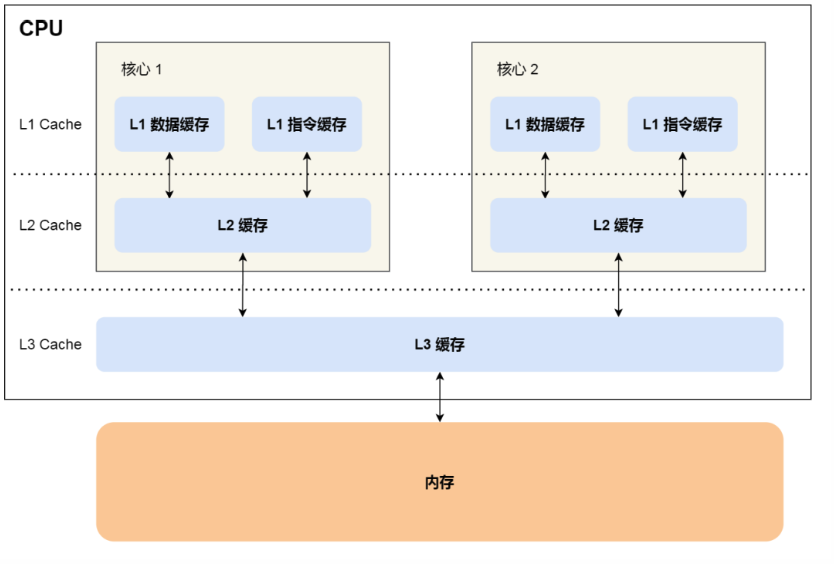 CPU
核心 1
核心 2
L1 Cache
L1 数据缓存
L1 指令缓存
L1 数据缓存
L1 指令缓存
L2 Cache
L2 缓存
L2 缓存
L3 Cache
L3 缓存
内存